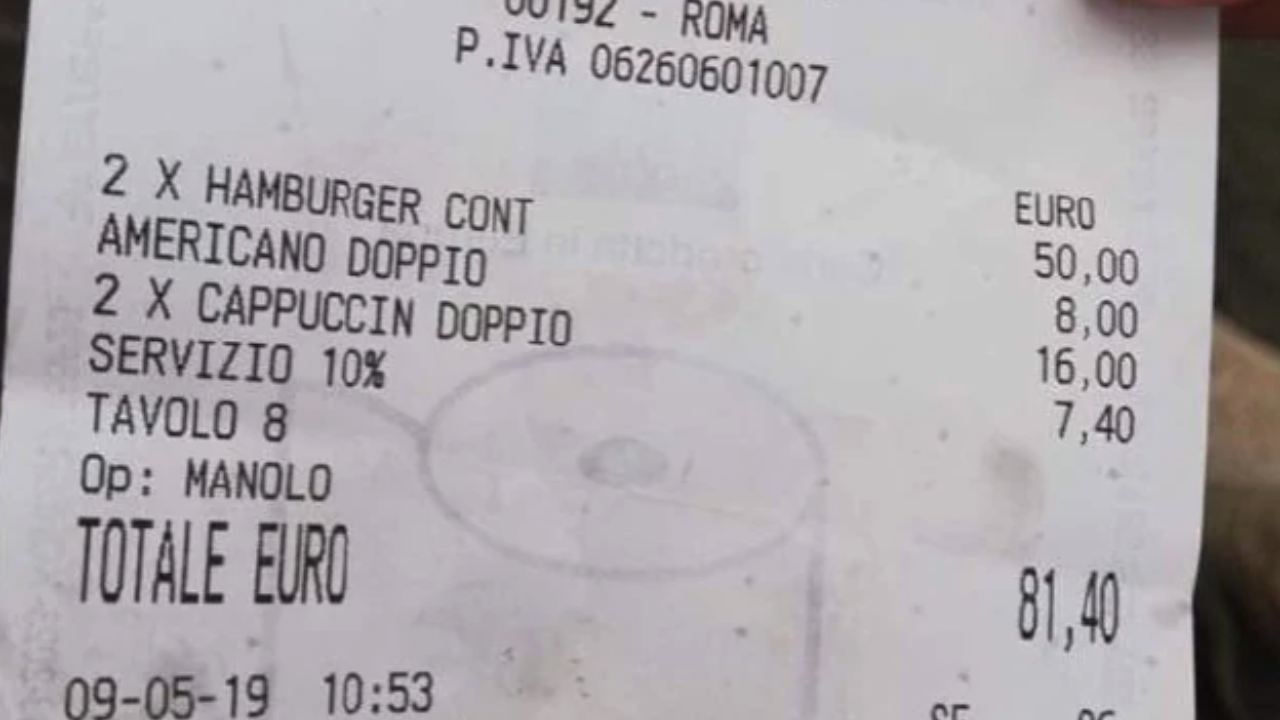 00192 - ROMA
P.IVA 06260601007
EURO
2 X HAMBURGER CONT 50,00
AMERICANO DOPPIO 8,00
2 X CAPPUCCIN DOPPIO 16,00
SERVIZIO 10% 7,40
TAVOLO 8
Op: MANOLO
TOTALE EURO 81,40
09-05-19 10:53